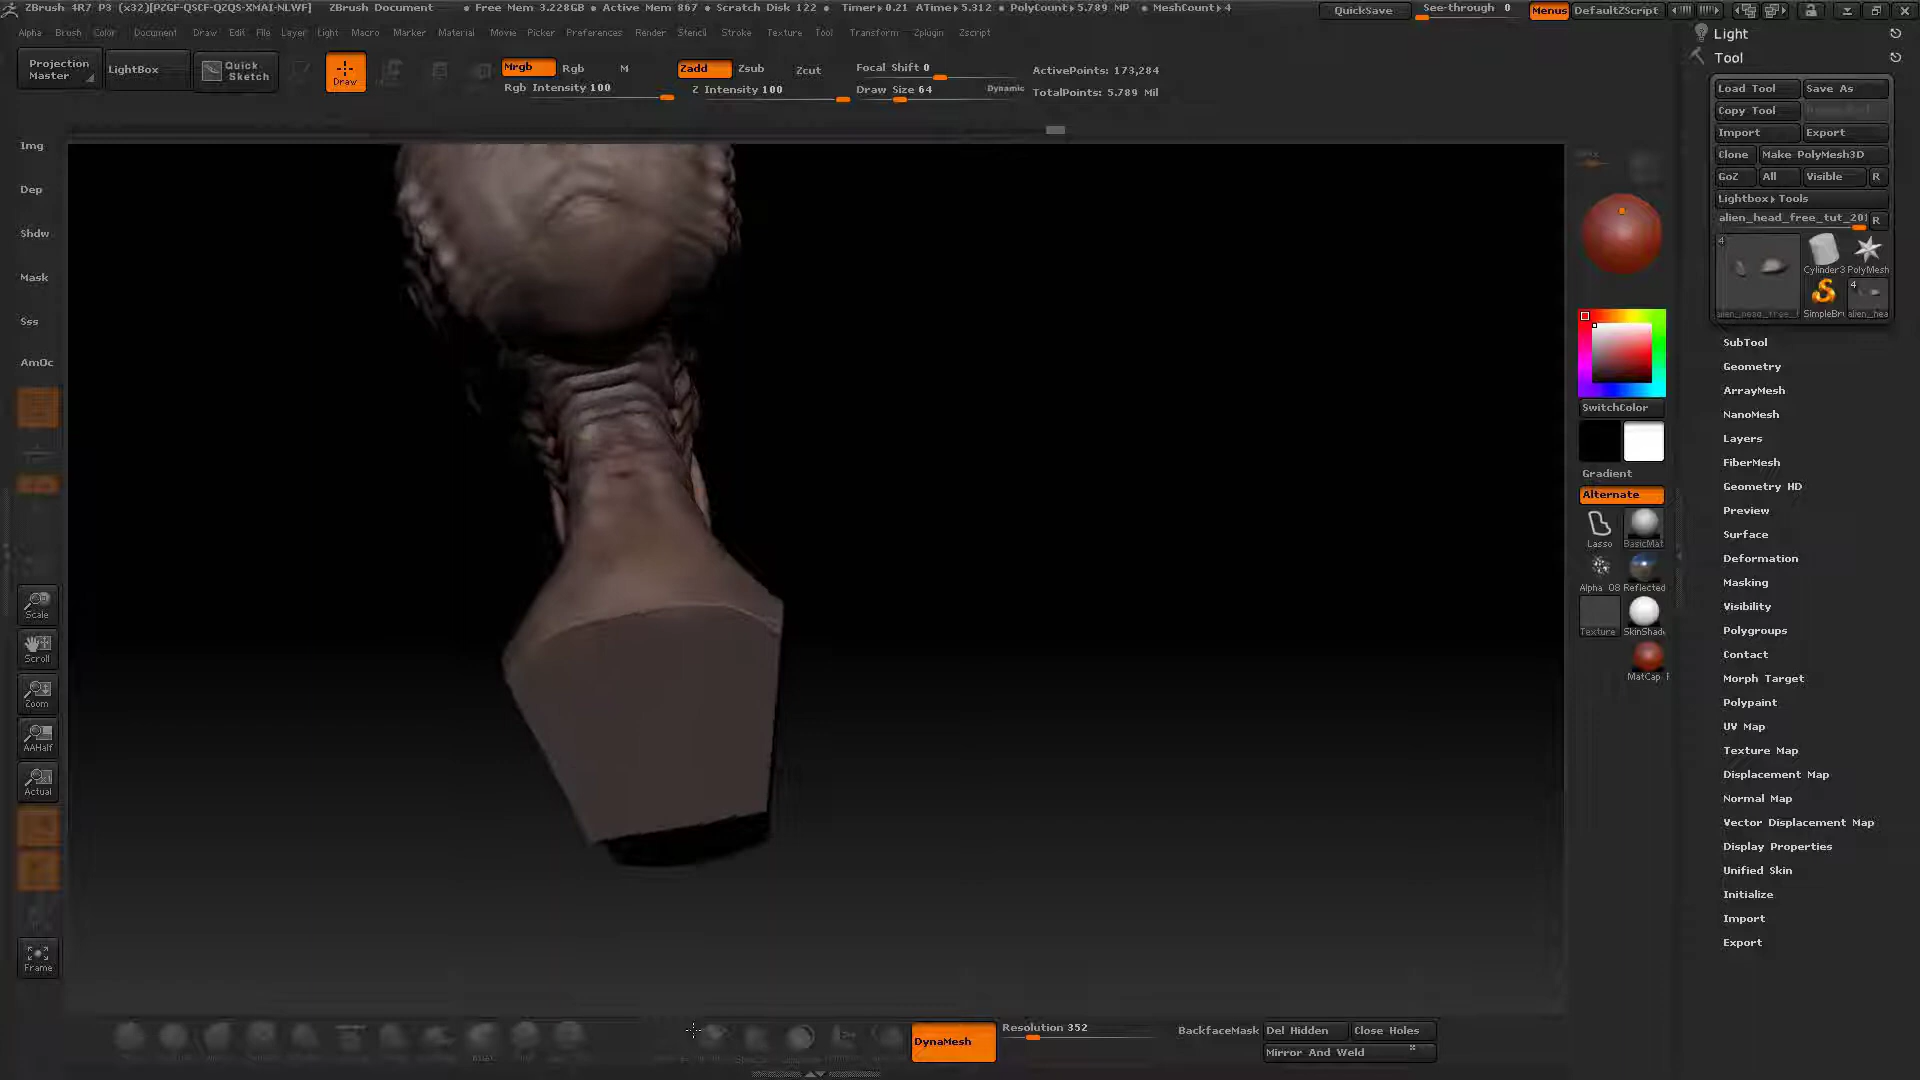 ZBrush 4R7 P3 (x32)[PZGF-QSCF-QZQS-XMAI-NLWF] ZBrush Document ● Free Mem 3.228GB ● Active Mem 867 ● Scratch Disk 122 ● Timer▸0.21 ATime▸5.312 ● PolyCount▸5.789 MP ● MeshCount▸4 QuickSave See-through 0 Menus DefaultZScript
Alpha Brush Color Document Draw Edit File Layer Light Macro Marker Material Movie Picker Preferences Render Stencil Stroke Texture Tool Transform Zplugin Zscript
Projection Master
LightBox
Quick Sketch
Draw
Mrgb Rgb M
Rgb Intensity 100
Zadd Zsub Zcut
Z Intensity 100
Focal Shift 0
Draw Size 64 Dynamic
ActivePoints: 173,284
TotalPoints: 5.789 Mil
Img
Dep
Shdw
Mask
Sss
AmOc
Scale
Scroll
Zoom
AAHalf
Actual
Frame
SwitchColor
Gradient
Alternate
Lasso BasicMat
Alpha 08 Reflected
Texture SkinShad
MatCap
Light
Tool
Load Tool Save As
Copy Tool
Import Export
Clone Make PolyMesh3D
GoZ All Visible R
Lightbox▸Tools
alien_head_free_tut_201 R
4
Cylinder3 PolyMesh
4
SimpleBru alien_hea
SubTool
Geometry
ArrayMesh
NanoMesh
Layers
FiberMesh
Geometry HD
Preview
Surface
Deformation
Masking
Visibility
Polygroups
Contact
Morph Target
Polypaint
UV Map
Texture Map
Displacement Map
Normal Map
Vector Displacement Map
Display Properties
Unified Skin
Initialize
Import
Export
DynaMesh
Resolution 352
BackfaceMask Del Hidden Close Holes
Mirror And Weld